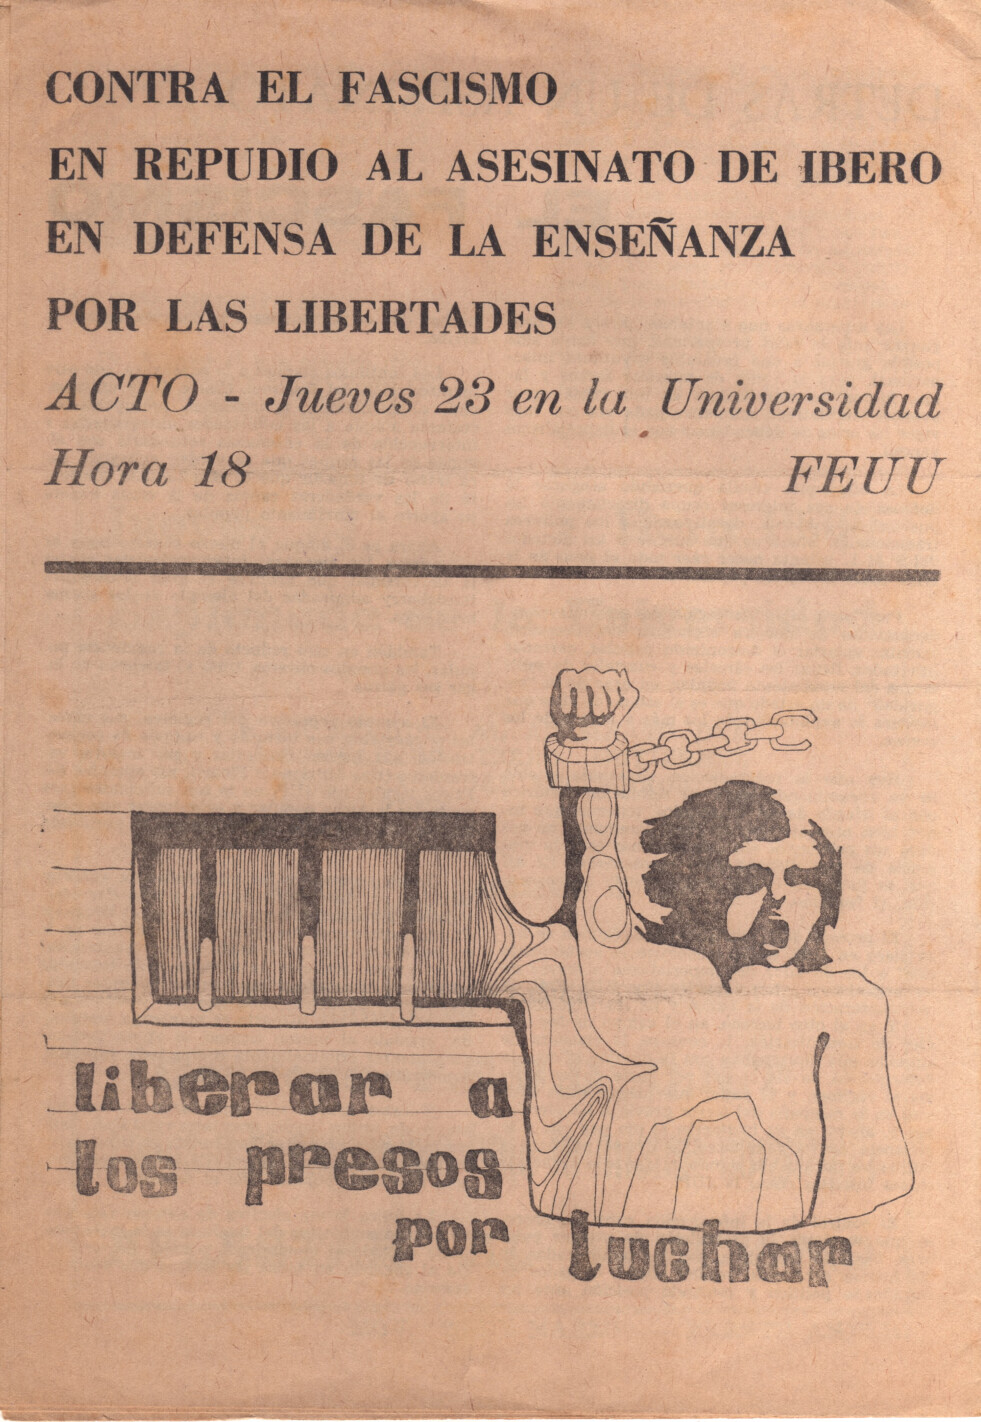 CONTRA EL FASCISMO
EN REPUDIO AL ASESINATO DE IBERO
EN DEFENSA DE LA ENSEÑANZA
POR LAS LIBERTADES
ACTO - Jueves 23 en la Universidad
Hora 18 FEUU
liberar a
los presos
por luchar